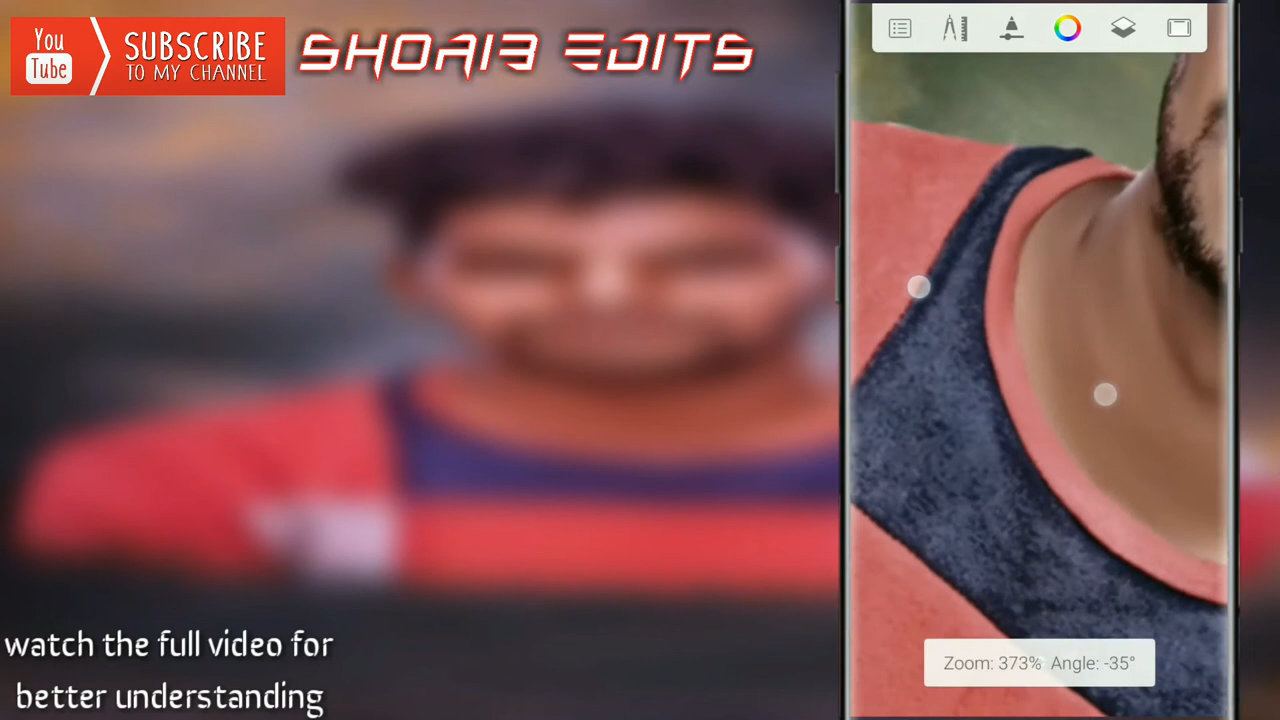 You
Tube
SUBSCRIBE
TO MY CHANNEL
SHOAIB EDITS
watch the full video for
better understanding
Zoom: 373% Angle: -35°